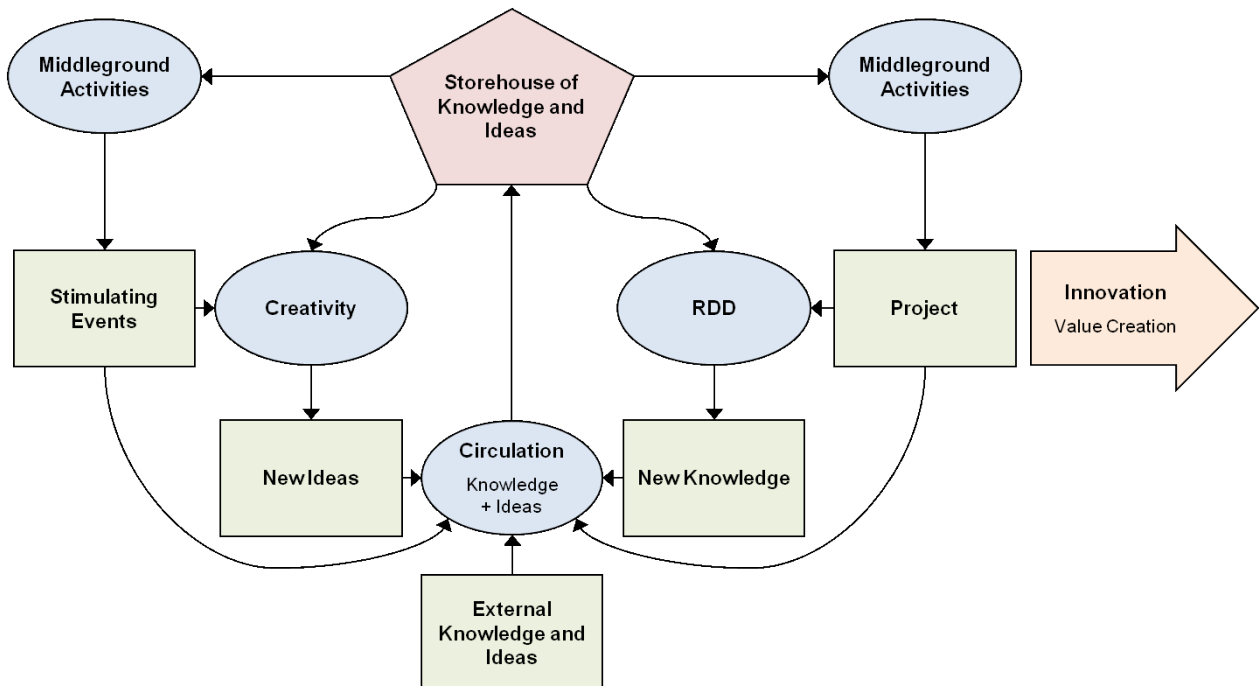 Middleground
Activities
Storehouse of
Knowledge and
Ideas
Middleground
Activities
Stimulating
Events
Creativity
RDD
Project
Innovation
Value Creation
New Ideas
Circulation
Knowledge
+ Ideas
New Knowledge
External
Knowledge and
Ideas